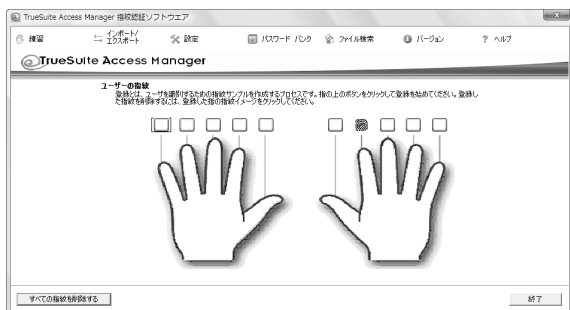 TrueSuite Access Manager 指紋認証ソフトウエア
練習
インポート/
エクスポート
設定
パスワード バンク
ファイル検索
バージョン
? ヘルプ
TrueSuite Access Manager
ユーザーの指紋
登録とは、ユーザを識別するための指紋サンプルを作成するプロセスです。指の上のボタンをクリックして登録を始めてください。登録し
た指紋を削除するには、登録した指の指紋イメージをクリックしてください。
すべての指紋を削除する
終了